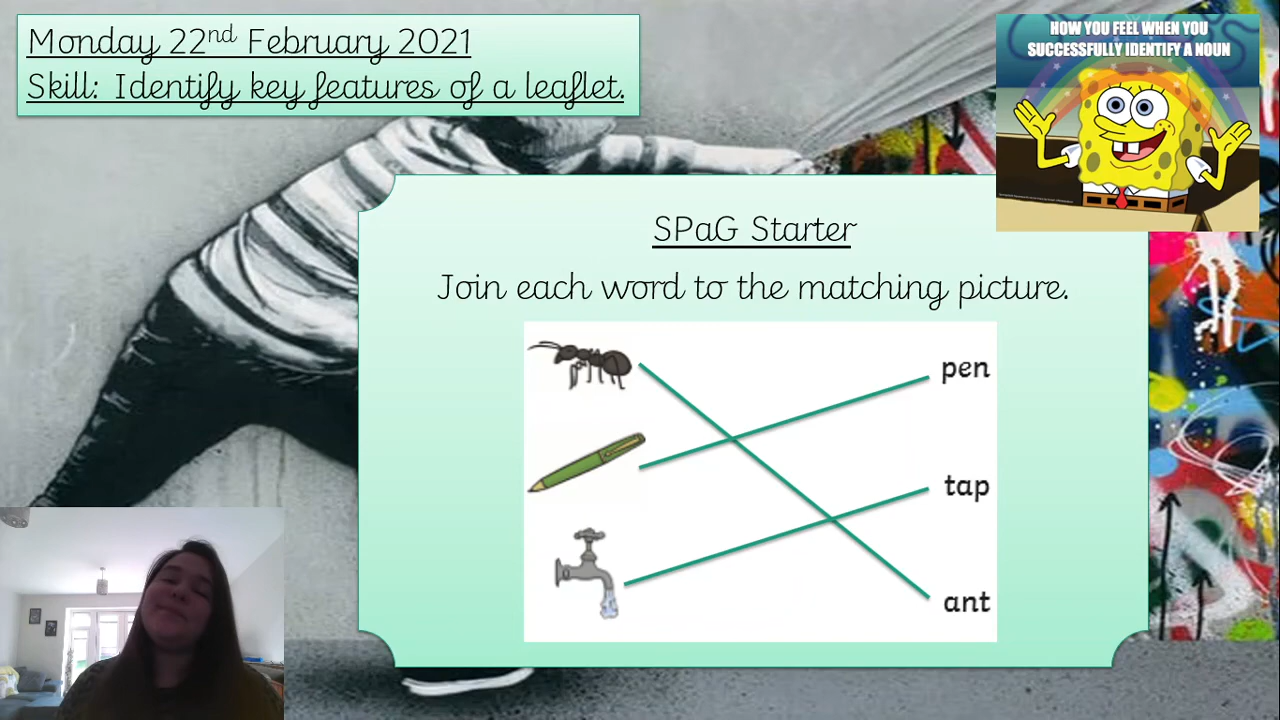 Monday 22nd February 2021
Skill: Identify key features of a leaflet.
HOW YOU FEEL WHEN YOU
SUCCESSFULLY IDENTIFY A NOUN
SPaG Starter
Join each word to the matching picture.
pen
tap
ant